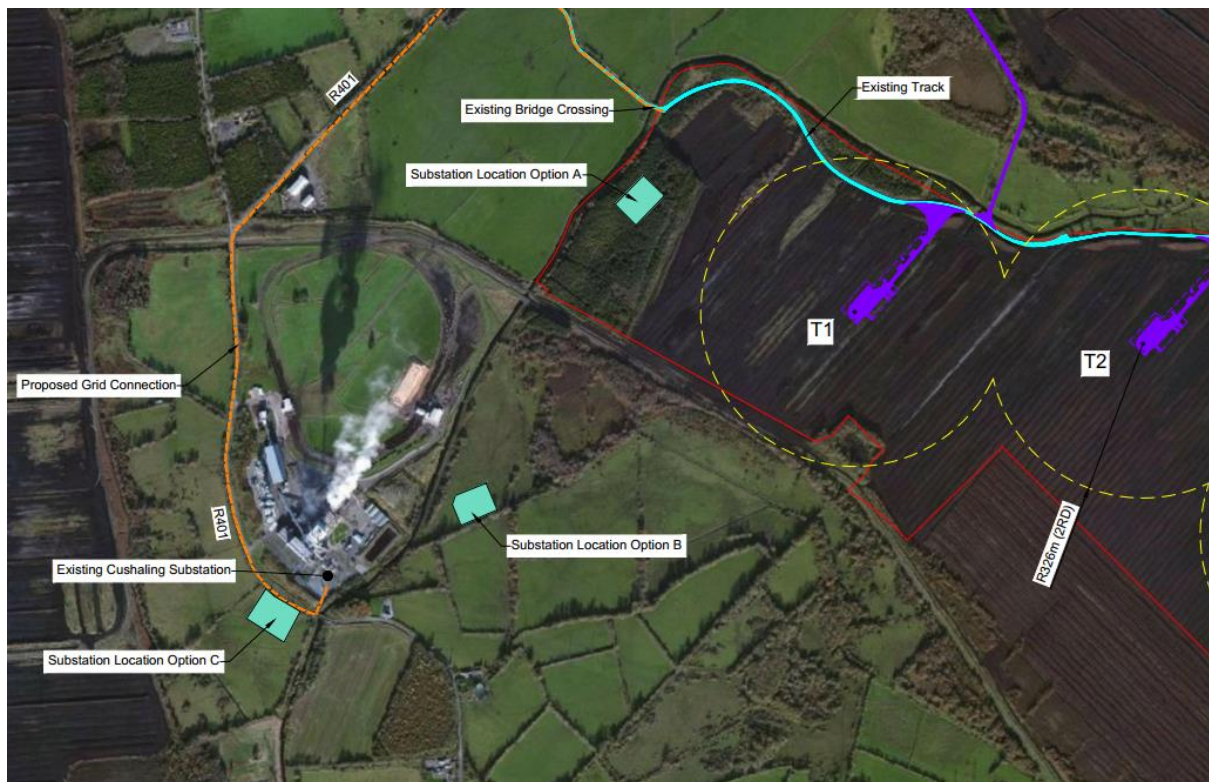 R401
Existing Bridge Crossing
Existing Track
Substation Location Option A
T1
T2
Proposed Grid Connection
R401
Substation Location Option B
R326m (2RD)
Existing Cushaling Substation
Substation Location Option C